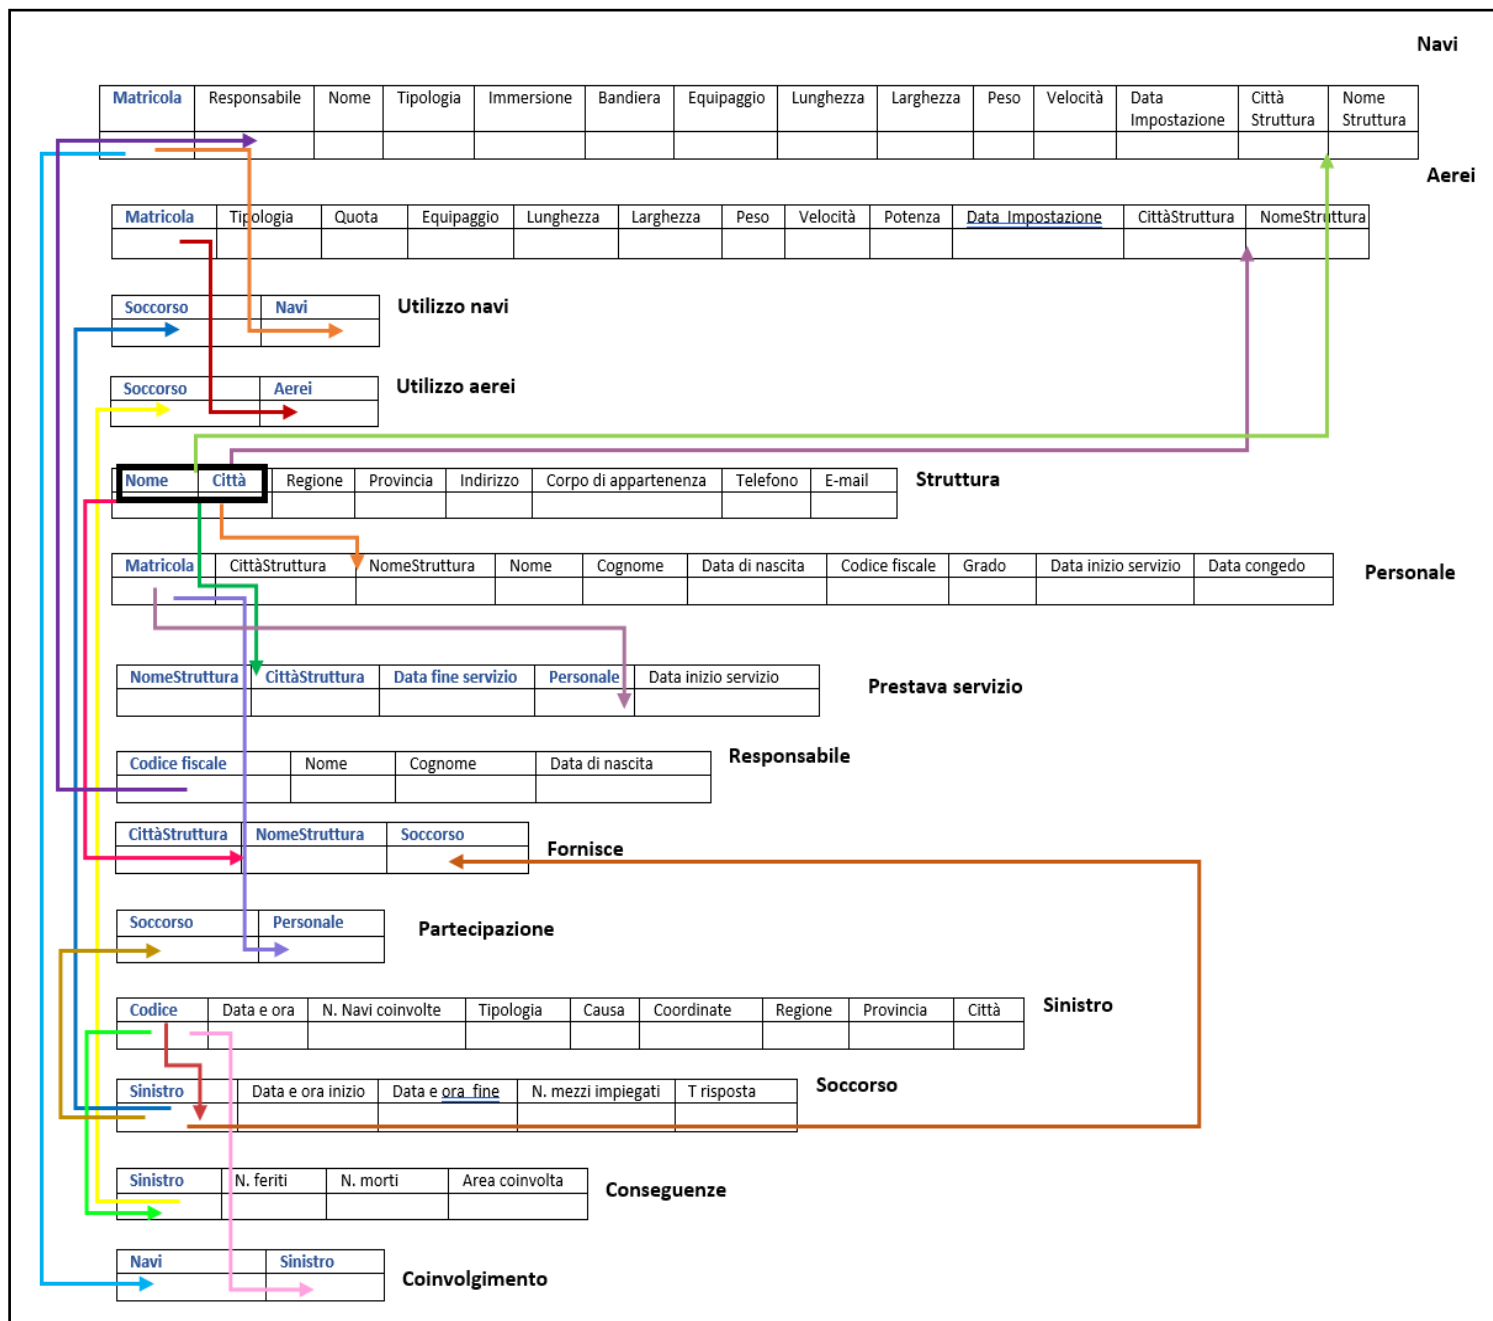 Navi
Matricola Responsabile Nome Tipologia Immersione Bandiera Equipaggio Lunghezza Larghezza Peso Velocità Data Impostazione Città Struttura Nome Struttura
Aerei
Matricola Tipologia Quota Equipaggio Lunghezza Larghezza Peso Velocità Potenza Data Impostazione CittàStruttura NomeStruttura
Soccorso Navi
Utilizzo navi
Soccorso Aerei
Utilizzo aerei
Nome Città Regione Provincia Indirizzo Corpo di appartenenza Telefono E-mail
Struttura
Matricola CittàStruttura NomeStruttura Nome Cognome Data di nascita Codice fiscale Grado Data inizio servizio Data congedo
Personale
NomeStruttura CittàStruttura Data fine servizio Personale Data inizio servizio
Prestava servizio
Codice fiscale Nome Cognome Data di nascita
Responsabile
CittàStruttura NomeStruttura Soccorso
Fornisce
Soccorso Personale
Partecipazione
Codice Data e ora N. Navi coinvolte Tipologia Causa Coordinate Regione Provincia Città
Sinistro
Sinistro Data e ora inizio Data e ora fine N. mezzi impiegati T risposta
Soccorso
Sinistro N. feriti N. morti Area coinvolta
Conseguenze
Navi Sinistro
Coinvolgimento